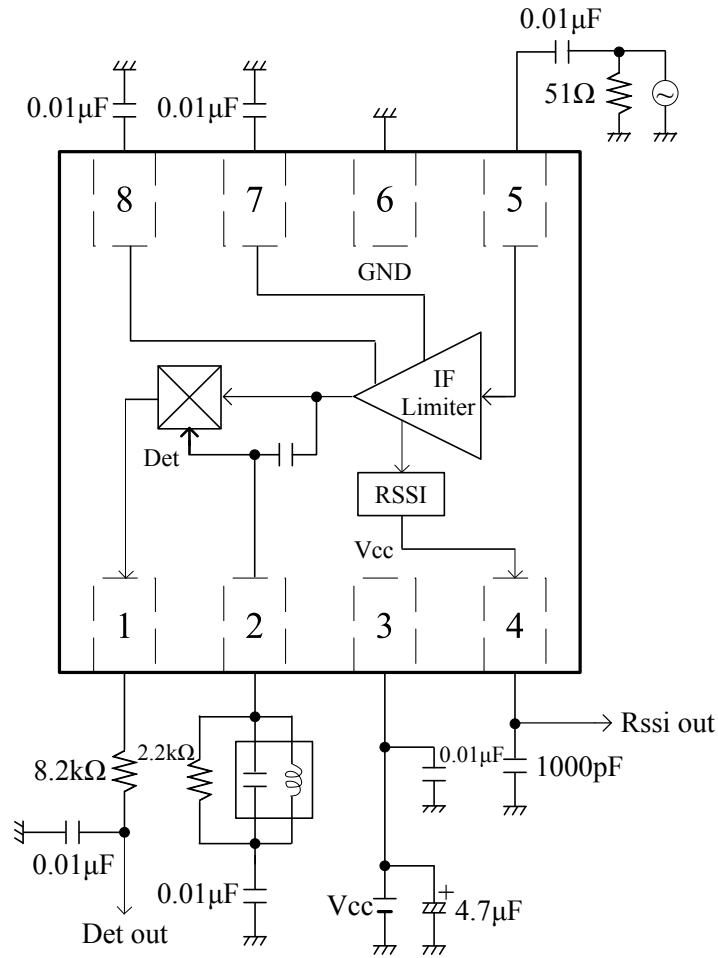 0.01μF
0.01μF 0.01μF
51Ω
8 7 6 5
GND
IF
Limiter
Det
RSSI
Vcc
1 2 3 4
Rssi out
2.2kΩ
0.01μF
8.2kΩ
1000pF
0.01μF
0.01μF
Vcc
+
4.7μF
Det out